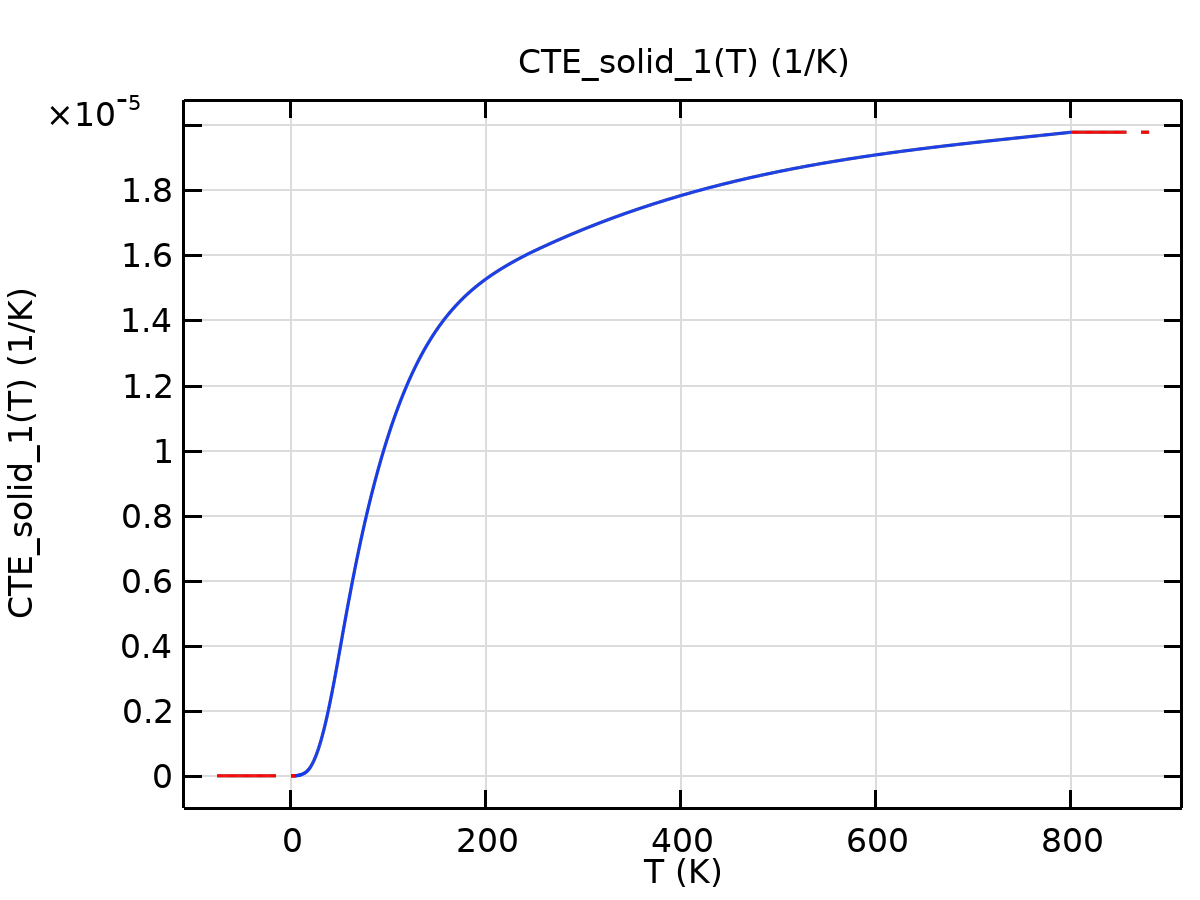 CTE_solid_1(T) (1/K)
×10⁻⁵
1.8
1.6
1.4
1.2
1
0.8
0.6
0.4
0.2
0
CTE_solid_1(T) (1/K)
0 200 400 600 800
T (K)